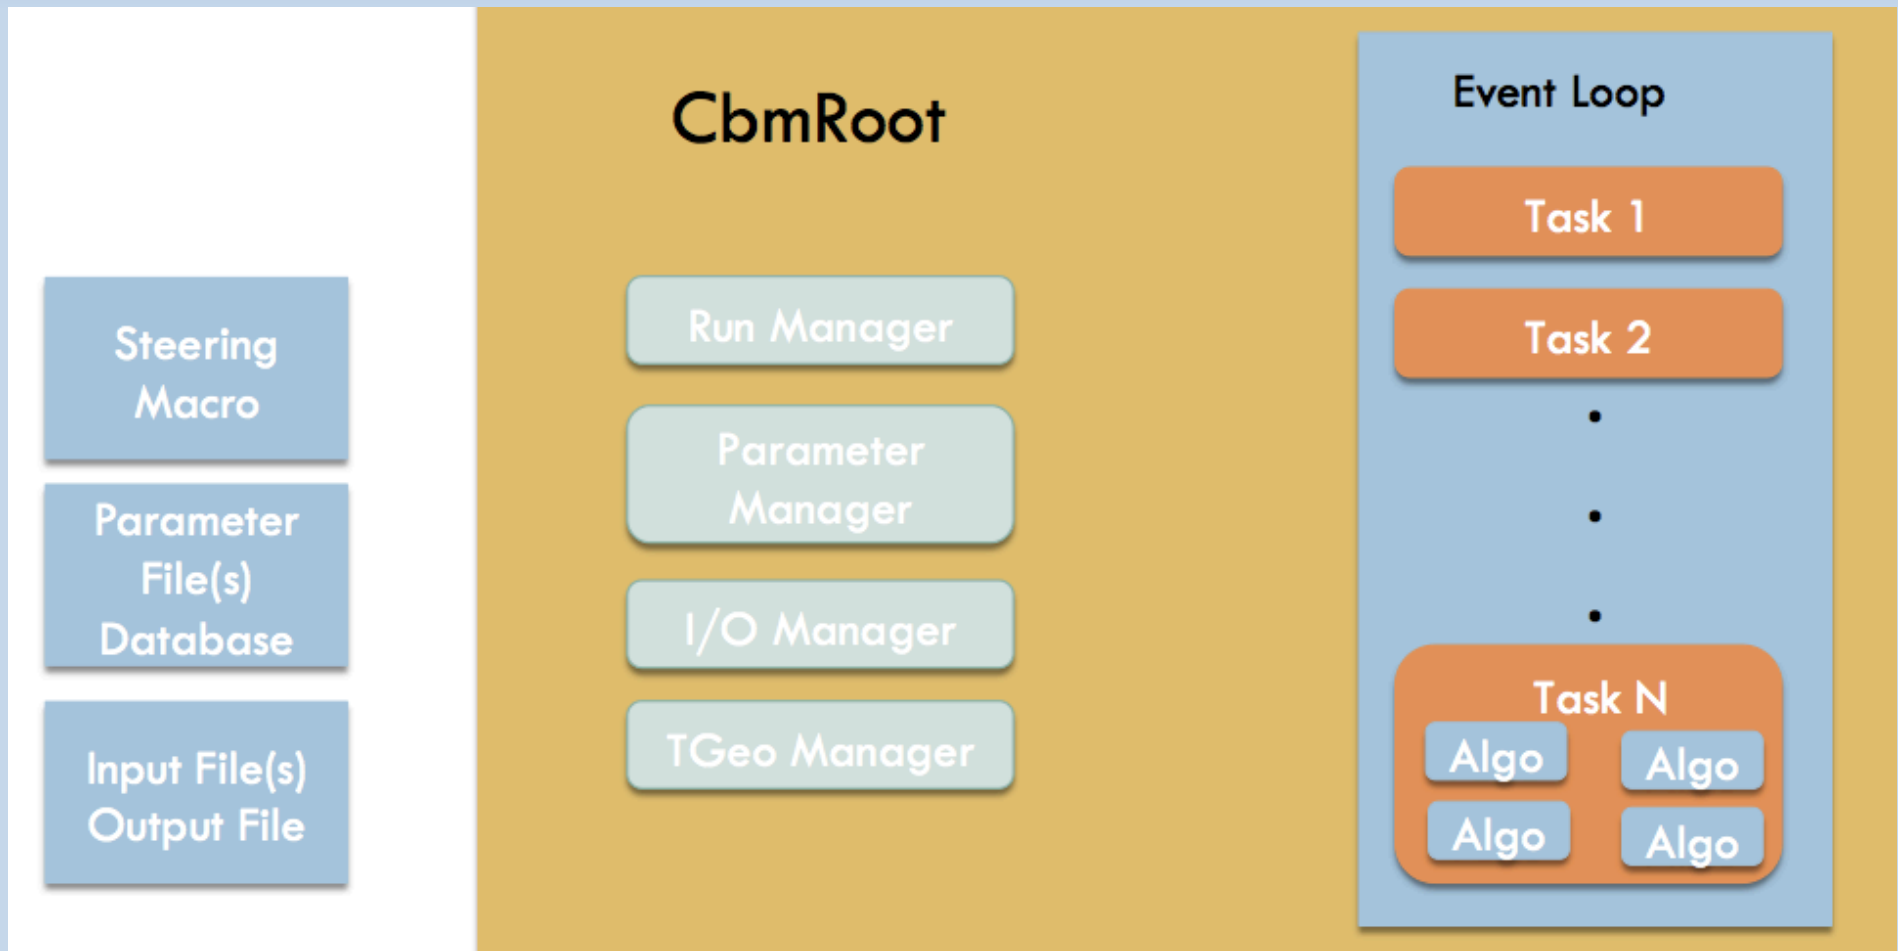 CbmRoot
Event Loop
Steering
Macro
Parameter
File(s)
Database
Input File(s)
Output File
Run Manager
Parameter
Manager
I/O Manager
TGeo Manager
Task 1
Task 2
.
.
.
Task N
Algo
Algo
Algo
Algo